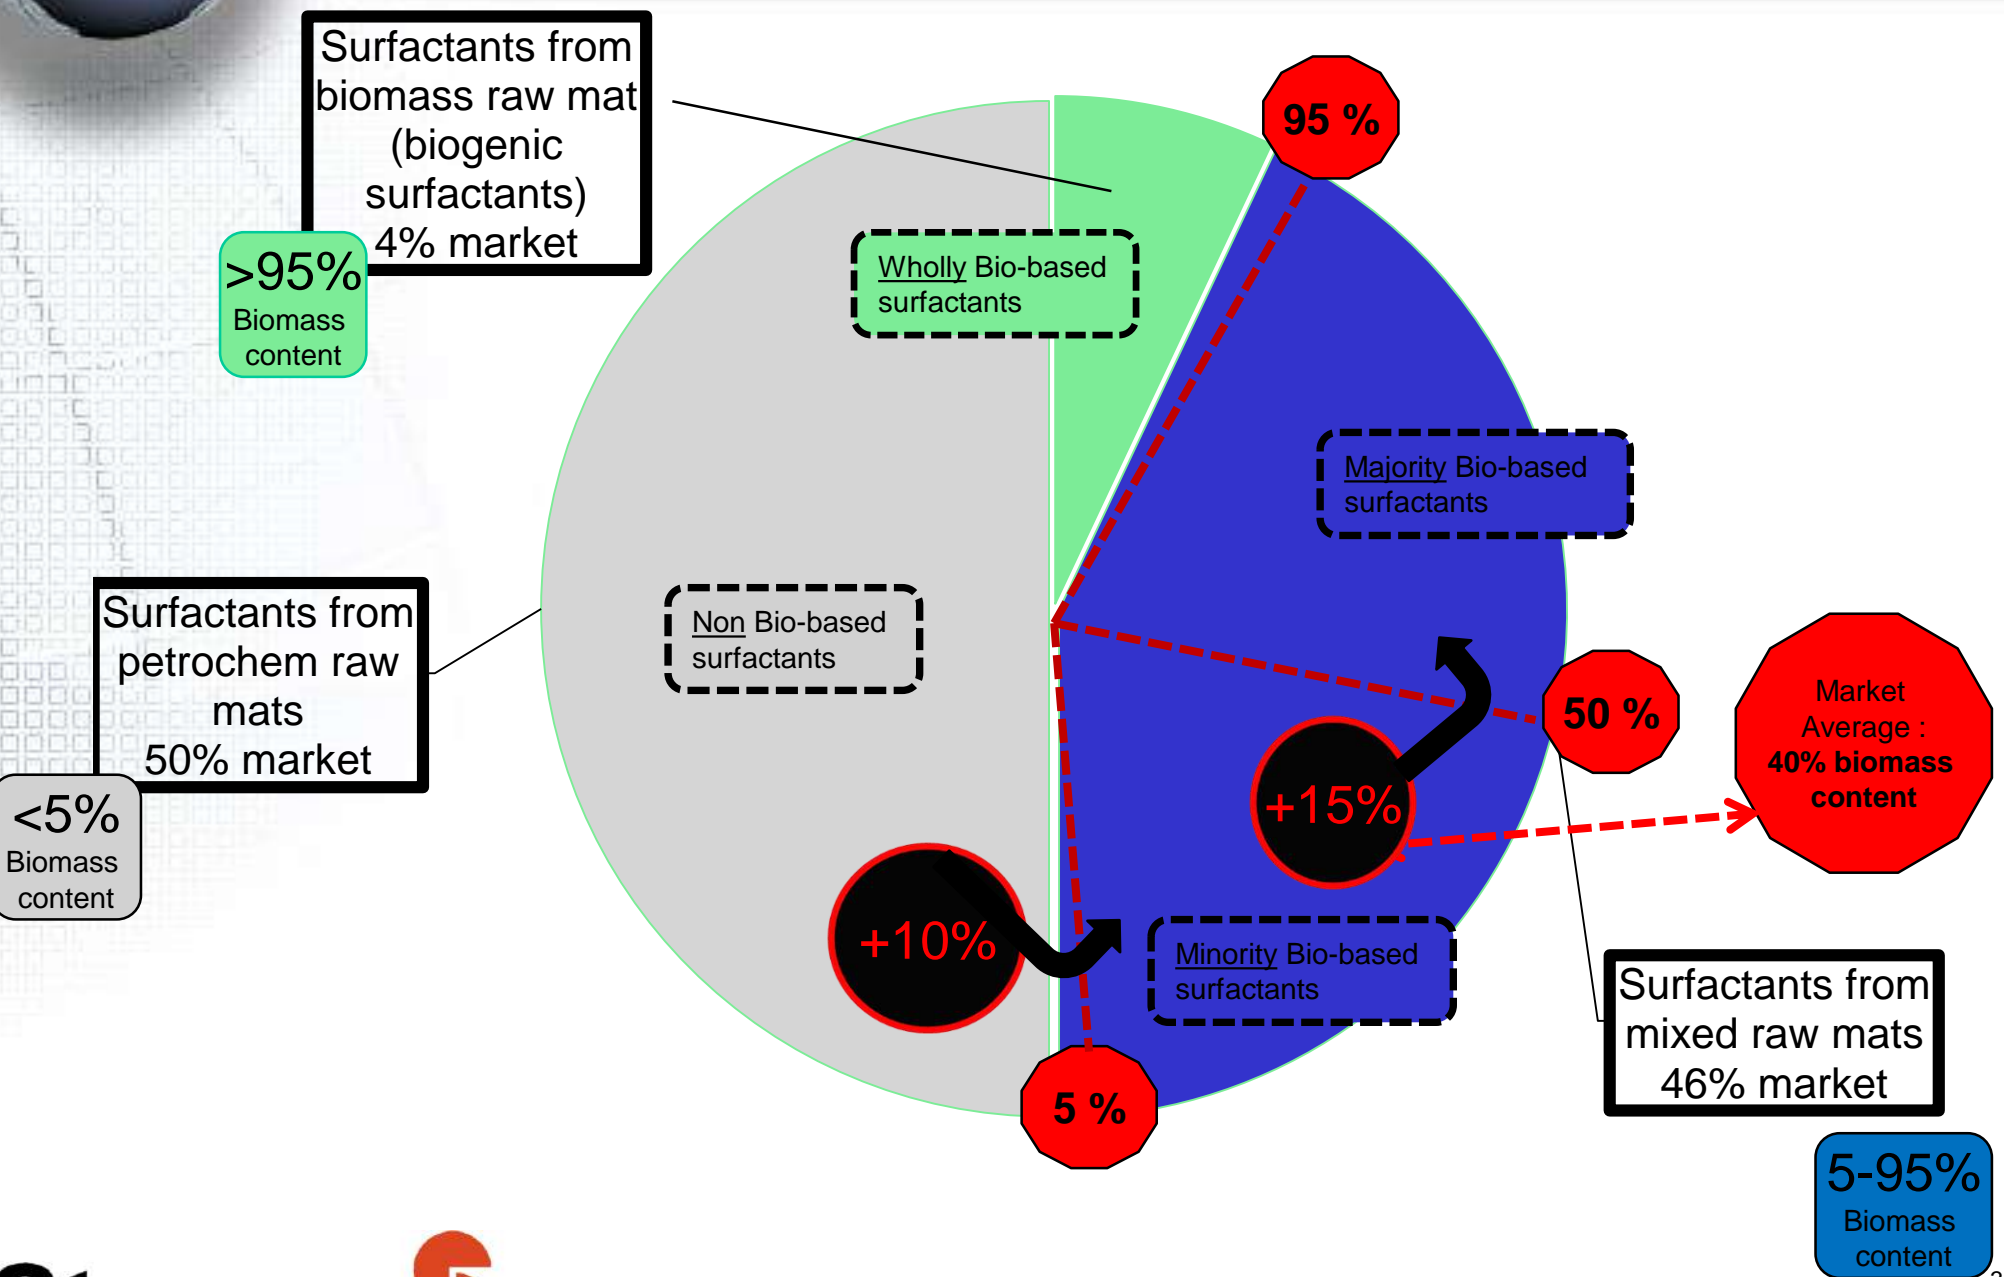 Surfactants from
biomass raw mat
(biogenic
surfactants)
4% market
>95%
Biomass
content
95 %
Wholly Bio-based
surfactants
Majority Bio-based
surfactants
Surfactants from
petrochem raw
mats
50% market
<5%
Biomass
content
Non Bio-based
surfactants
50 %
Market
Average :
40% biomass
content
+15%
+10%
Minority Bio-based
surfactants
5 %
Surfactants from
mixed raw mats
46% market
5-95%
Biomass
content